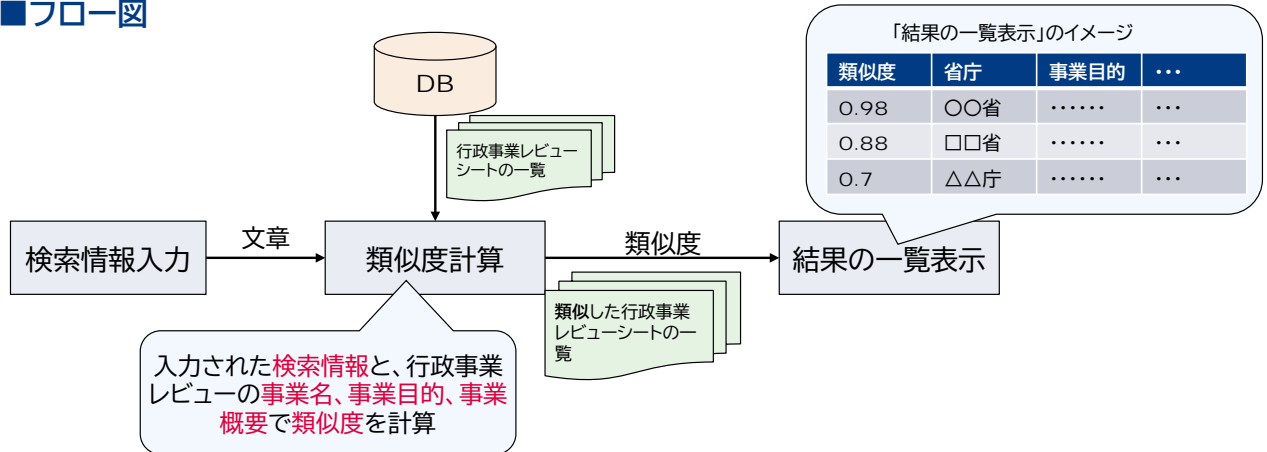 ■フロー図
DB
行政事業レビュー
シートの一覧
「結果の一覧表示」のイメージ
類似度 省庁 事業目的 ・・・
0.98 〇〇省 ・・・・・・ ・・・
0.88 □□省 ・・・・・・ ・・・
0.7 △△庁 ・・・・・・ ・・・
検索情報入力
文章
類似度計算
類似度
結果の一覧表示
類似した行政事業
レビューシートの一
覧
入力された検索情報と、行政事業
レビューの事業名、事業目的、事業
概要で類似度を計算